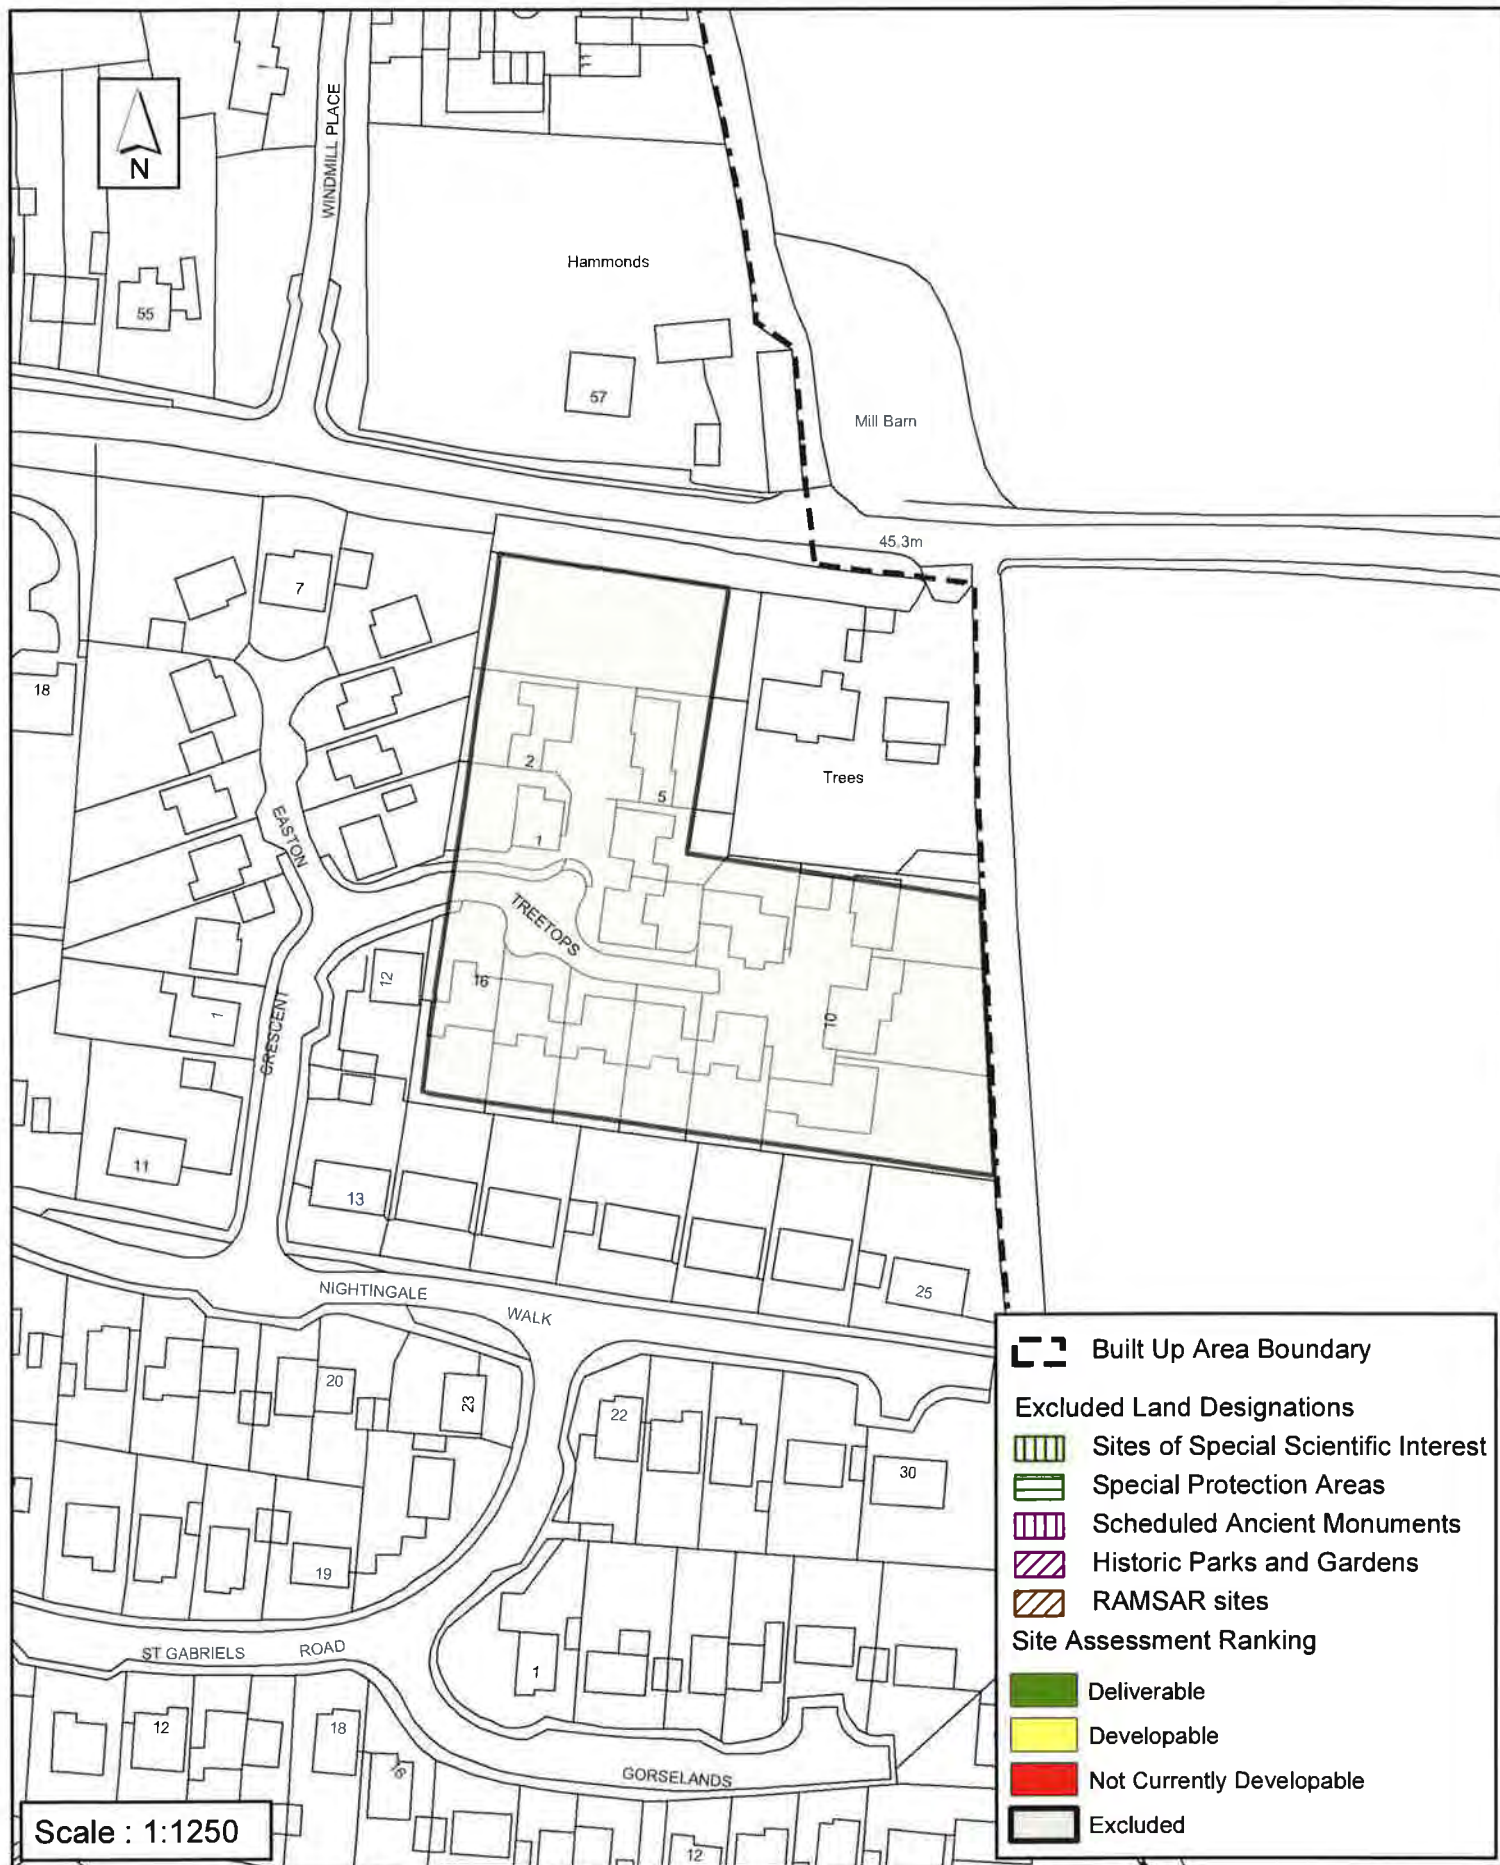 11
N
WINDMILL PLACE
Hammonds
55
57
Mill Barn
45.3m
7
18
2
5
Trees
1
EASTON
TREETOPS
12
16
1
CRESCENT
10
11
13
25
NIGHTINGALE
WALK
20
23
22
30
19
ST GABRIELS
ROAD
1
12
18
16
GORSELANDS
12
Scale : 1:1250
Built Up Area Boundary
Excluded Land Designations
Sites of Special Scientific Interest
Special Protection Areas
Scheduled Ancient Monuments
Historic Parks and Gardens
RAMSAR sites
Site Assessment Ranking
Deliverable
Developable
Not Currently Developable
Excluded